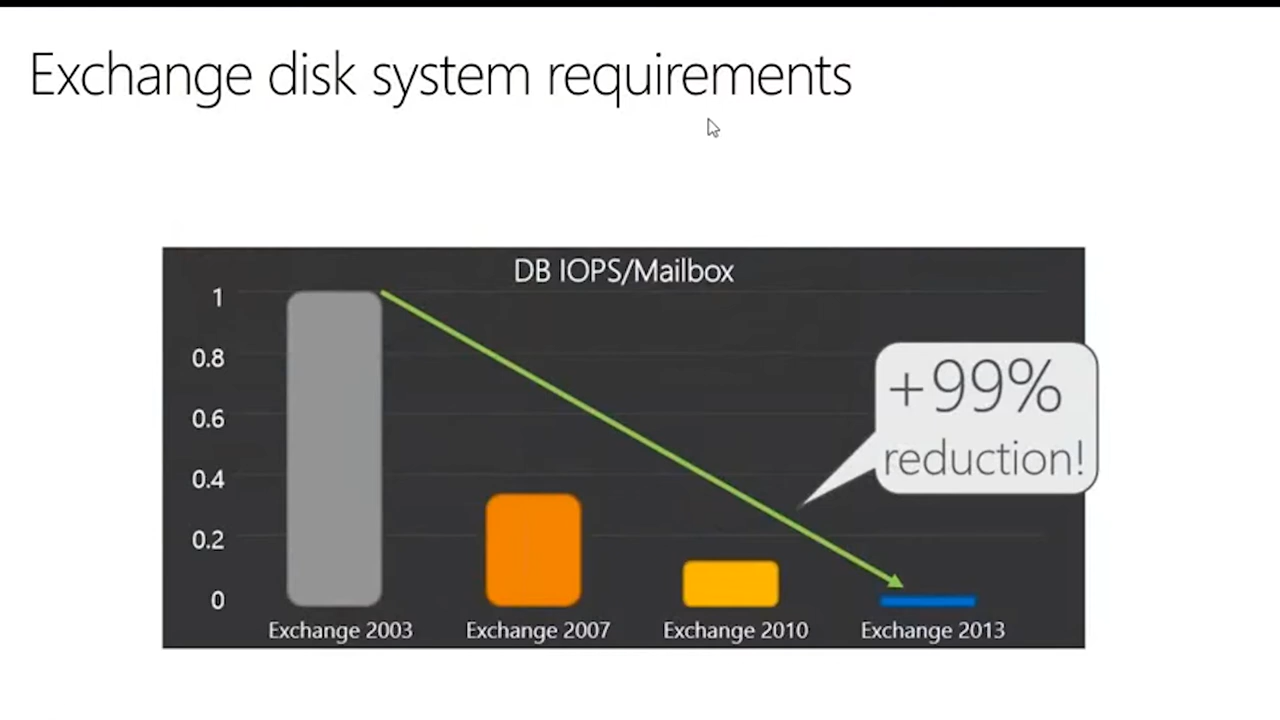 Exchange disk system requirements
DB IOPS/Mailbox
1
0.8
0.6
0.4
0.2
0
+99%
reduction!
Exchange 2003
Exchange 2007
Exchange 2010
Exchange 2013